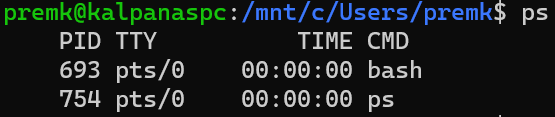 premk@kalpanaspc:/mnt/c/Users/premk$ ps
    PID TTY          TIME CMD
    693 pts/0    00:00:00 bash
    754 pts/0    00:00:00 ps